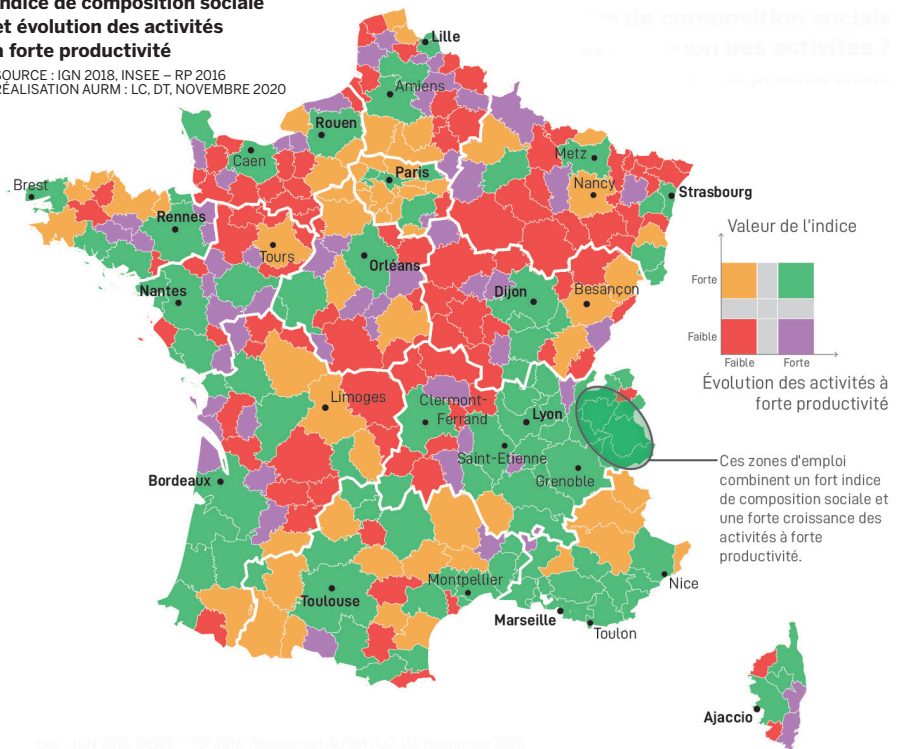 indice de composition sociale
et évolution des activités
à forte productivité
SOURCE : IGN 2018, INSEE – RP 2016
RÉALISATION AURM : LC, DT, NOVEMBRE 2020
Lille
Amiens
Rouen
Caen
Metz
Paris
Nancy
Brest
Strasbourg
Rennes
Valeur de l'indice
Tours
Orléans
Forte
Nantes
Dijon
Besançon
Faible
Faible
Forte
Évolution des activités à
forte productivité
Limoges
Clermont-
Ferrand
Lyon
Saint-Etienne
Ces zones d'emploi
combinent un fort indice
de composition sociale et
une forte croissance des
activités à forte
productivité.
Bordeaux
Grenoble
Montpellier
Nice
Toulouse
Marseille
Toulon
Ajaccio